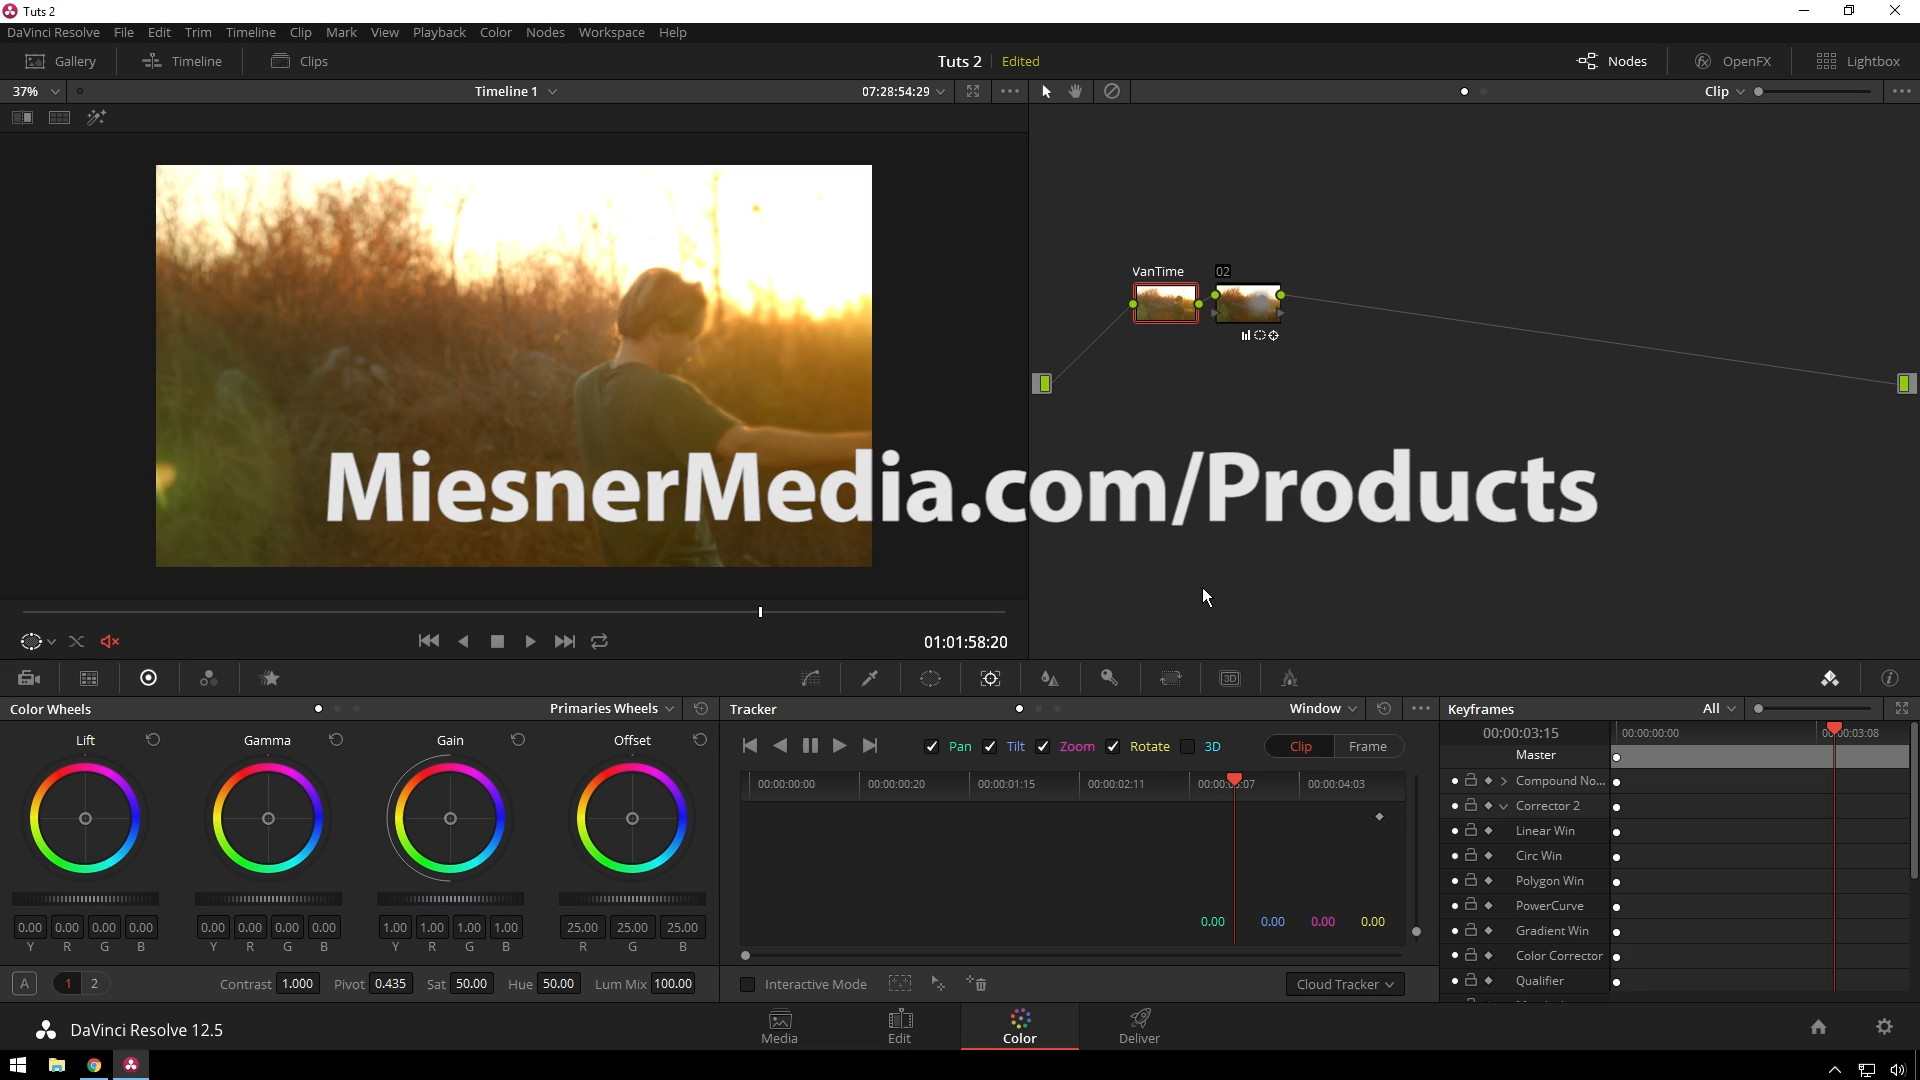 Tuts 2
DaVinci Resolve File Edit Trim Timeline Clip Mark View Playback Color Nodes Workspace Help
Gallery Timeline Clips Tuts 2 Edited Nodes OpenFX Lightbox
37% Timeline 1 07:28:54:29 Clip
VanTime 02
MiesnerMedia.com/Products
01:01:58:20
3D
Color Wheels Primaries Wheels Tracker Window Keyframes All
Lift Gamma Gain Offset
Pan Tilt Zoom Rotate 3D Clip Frame
00:00:03:15 00:00:00:00 00:00:03:08
Master
00:00:00:00 00:00:00:20 00:00:01:15 00:00:02:11 00:00:03:07 00:00:04:03
Compound No...
Corrector 2
Linear Win
Circ Win
Polygon Win
PowerCurve
Gradient Win
Color Corrector
Qualifier
0.00 0.00 0.00 0.00
0.00 0.00 0.00 0.00 0.00 0.00 0.00 0.00 1.00 1.00 1.00 1.00 25.00 25.00 25.00
Y R G B Y R G B Y R G B R G B
A 1 2 Contrast 1.000 Pivot 0.435 Sat 50.00 Hue 50.00 Lum Mix 100.00
Interactive Mode Cloud Tracker
DaVinci Resolve 12.5
Media Edit Color Deliver